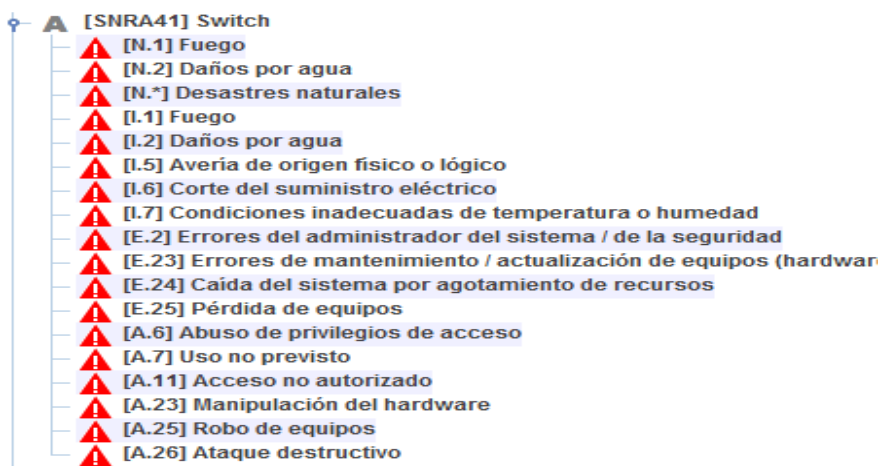 A [SNRA41] Switch
[N.1] Fuego
[N.2] Daños por agua
[N.*] Desastres naturales
[I.1] Fuego
[I.2] Daños por agua
[I.5] Avería de origen físico o lógico
[I.6] Corte del suministro eléctrico
[I.7] Condiciones inadecuadas de temperatura o humedad
[E.2] Errores del administrador del sistema / de la seguridad
[E.23] Errores de mantenimiento / actualización de equipos (hardware
[E.24] Caída del sistema por agotamiento de recursos
[E.25] Pérdida de equipos
[A.6] Abuso de privilegios de acceso
[A.7] Uso no previsto
[A.11] Acceso no autorizado
[A.23] Manipulación del hardware
[A.25] Robo de equipos
[A.26] Ataque destructivo